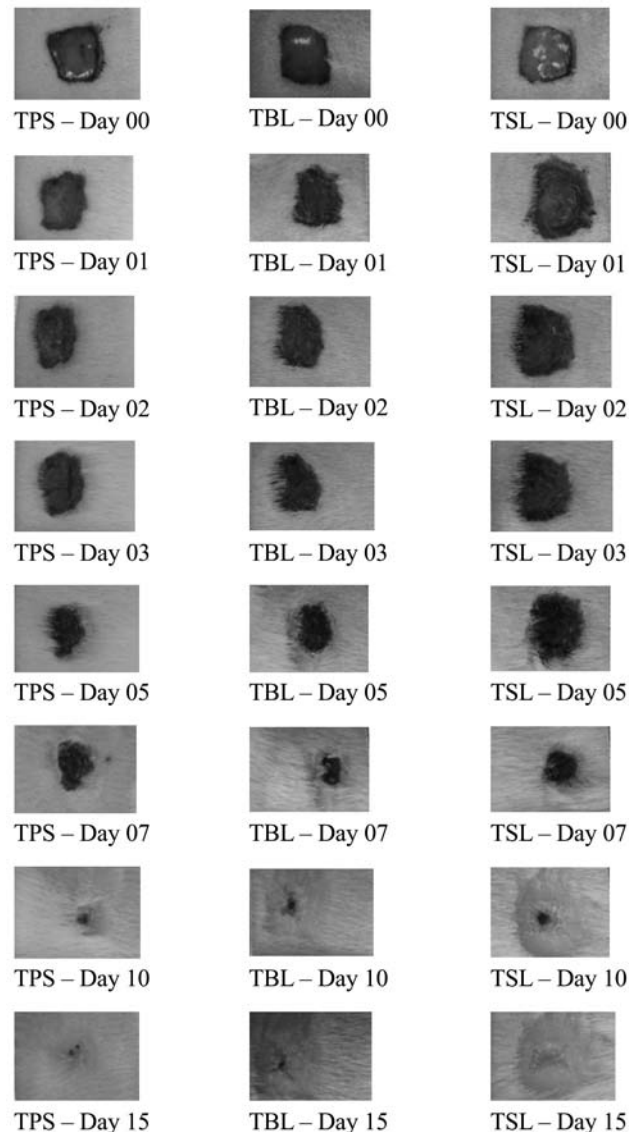 TPS – Day 00 TBL – Day 00 TSL – Day 00
TPS – Day 01 TBL – Day 01 TSL – Day 01
TPS – Day 02 TBL – Day 02 TSL – Day 02
TPS – Day 03 TBL – Day 03 TSL – Day 03
TPS – Day 05 TBL – Day 05 TSL – Day 05
TPS – Day 07 TBL – Day 07 TSL – Day 07
TPS – Day 10 TBL – Day 10 TSL – Day 10
TPS – Day 15 TBL – Day 15 TSL – Day 15